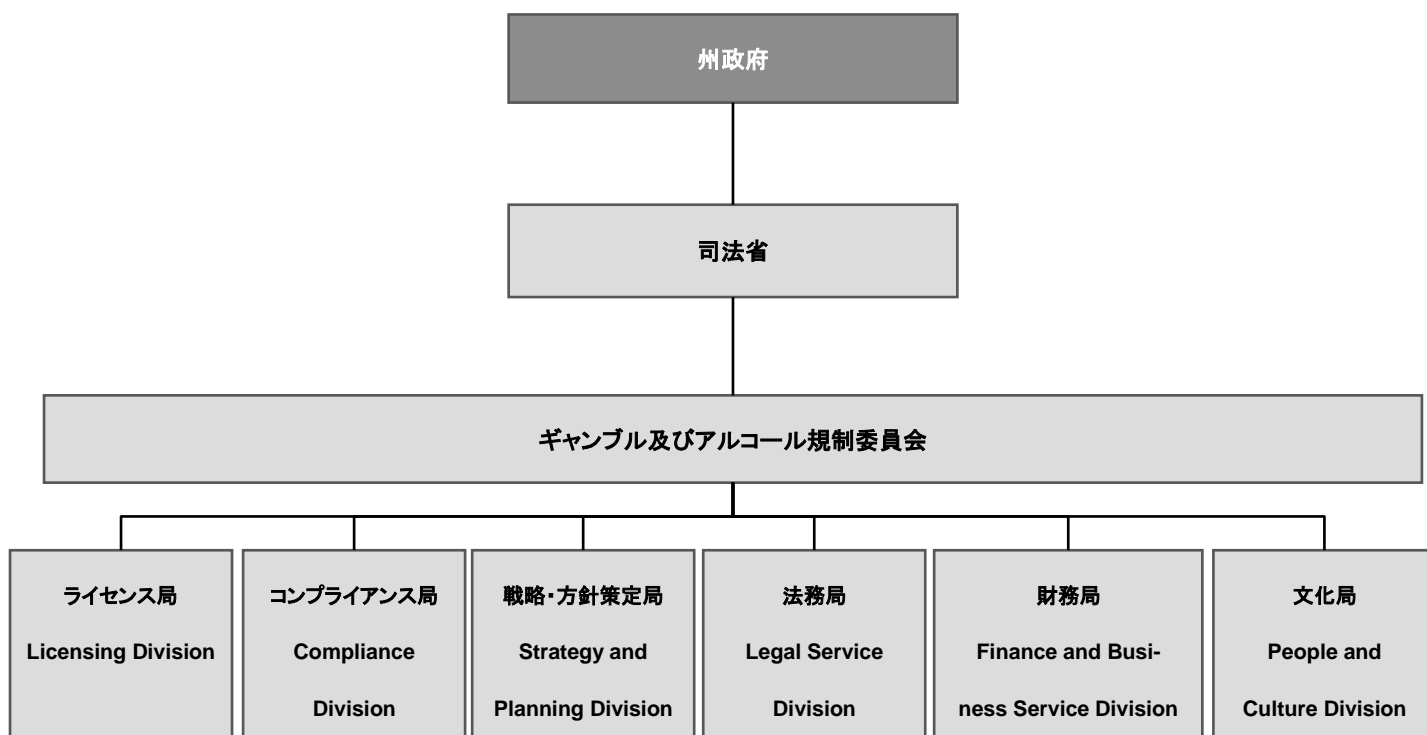 州政府
司法省
ギャンブル及びアルコール規制委員会
ライセンス局
Licensing Division
コンプライアンス局
Compliance
Division
戦略・方針策定局
Strategy and
Planning Division
法務局
Legal Service
Division
財務局
Finance and Busi-
ness Service Division
文化局
People and
Culture Division